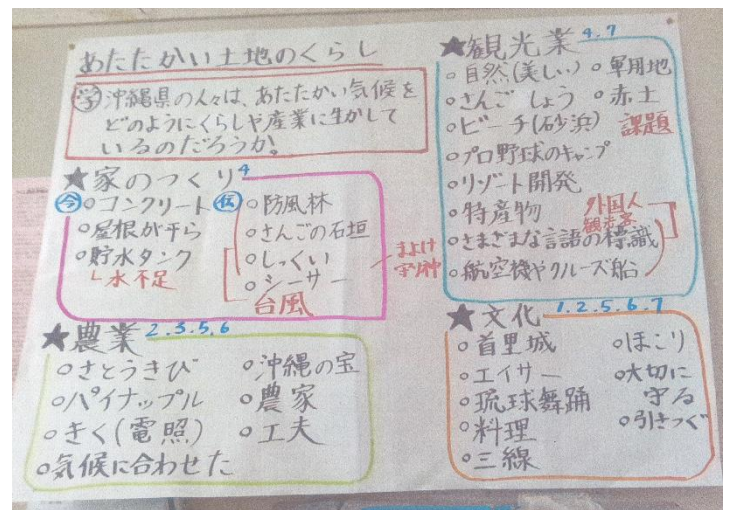 あたたかい土地のくらし
学 沖縄県の人々は、あたたかい気候を
どのようにくらしや産業に生かして
いるのだろうか。
★家のつくり 4
今 ○コンクリート
○屋根が平ら
○貯水タンク
└水不足
伝 ○防風林
○さんごの石垣
○しっくい
○シーサー
台風
まよけ
守り神
★農業 2.3.5.6
○さとうきび
○パイナップル
○きく(電照)
○気候に合わせた
○沖縄の宝
○農家
○工夫
★観光業 4.7
○自然(美しい)
○さんごしょう
○ビーチ(砂浜)
○プロ野球のキャンプ
○リゾート開発
○特産物
○さまざまな言語の標識
○航空機やクルーズ船
○軍用地
○赤土
課題
外国人
観光客
★文化 1.2.5.6.7
○首里城
○エイサー
○琉球舞踊
○料理
○三線
○ほこり
○大切に
守る
○引きつぐ